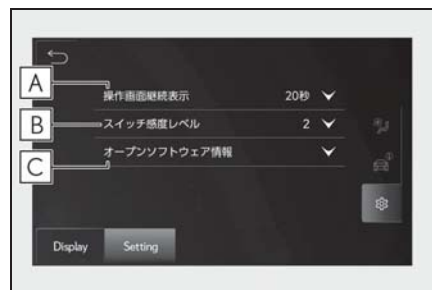 A
操作画面継続表示 20秒
B
スイッチ感度レベル 2
オープンソフトウェア情報
C
Display Setting